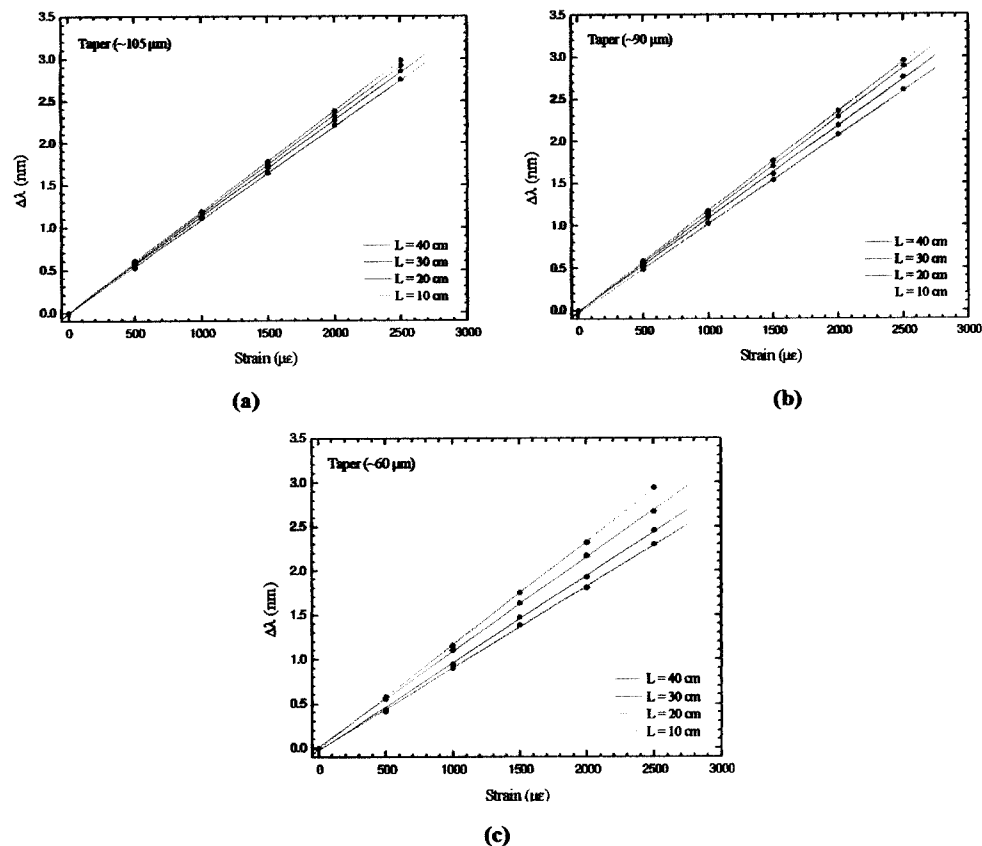 Taper (~105 μm)
3.5
3.0
2.5
2.0
1.5
1.0
0.5
0.0
Δλ (nm)
L = 40 cm
L = 30 cm
L = 20 cm
L = 10 cm
0 500 1000 1500 2000 2500 3000
Strain (με)
(a)
Taper (~90 μm)
3.5
3.0
2.5
2.0
1.5
1.0
0.5
0.0
Δλ (nm)
L = 40 cm
L = 30 cm
L = 20 cm
L = 10 cm
0 500 1000 1500 2000 2500 3000
Strain (με)
(b)
Taper (~60 μm)
3.5
3.0
2.5
2.0
1.5
1.0
0.5
0.0
Δλ (nm)
L = 40 cm
L = 30 cm
L = 20 cm
L = 10 cm
0 500 1000 1500 2000 2500 3000
Strain (με)
(c)